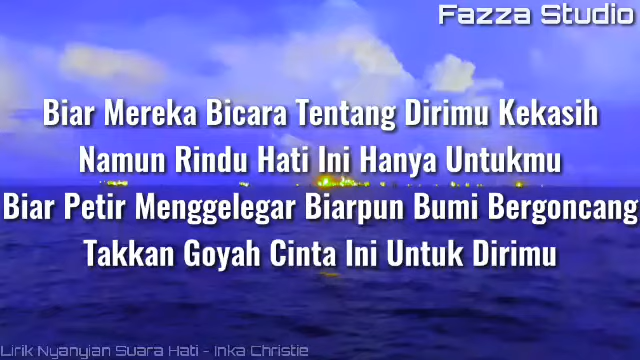 Fazza Studio
Biar Mereka Bicara Tentang Dirimu Kekasih
Namun Rindu Hati Ini Hanya Untukmu
Biar Petir Menggelegar Biarpun Bumi Bergoncang
Takkan Goyah Cinta Ini Untuk Dirimu
Lirik Nyanyian Suara Hati - Inka Christie